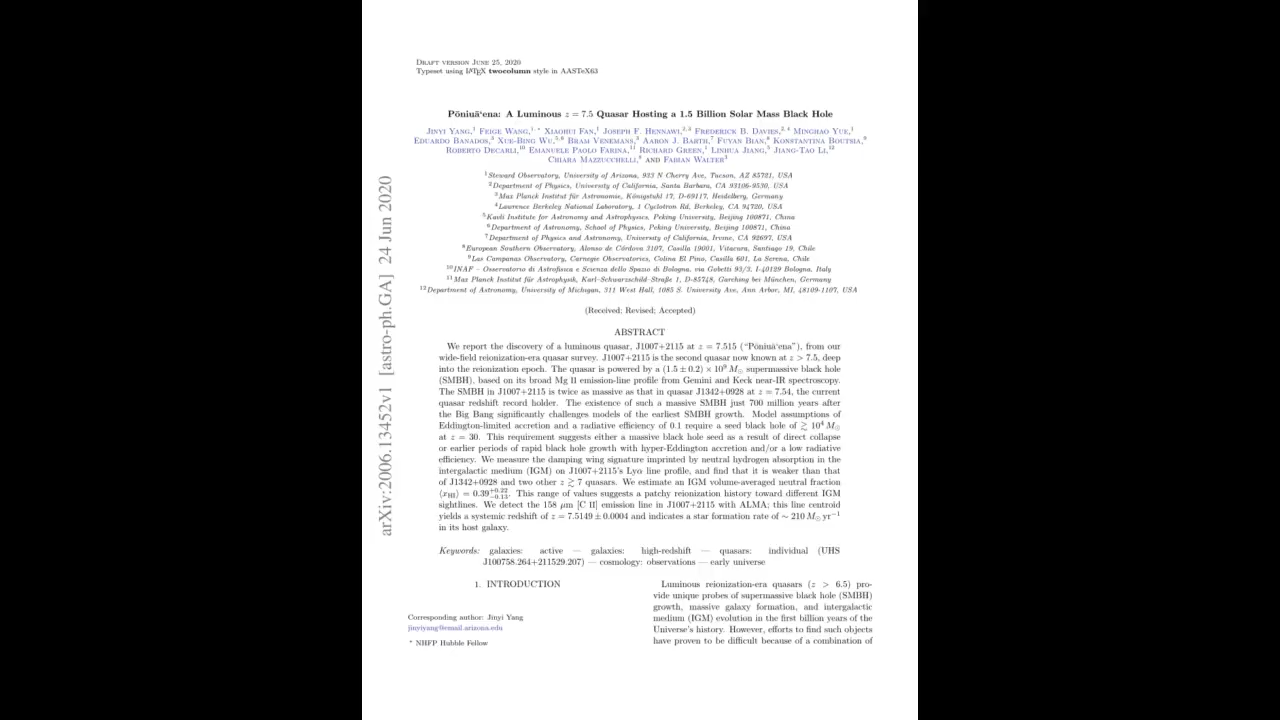 Draft version June 25, 2020
Typeset using LATEX twocolumn style in AASTeX63
Pōniuā‘ena: A Luminous z = 7.5 Quasar Hosting a 1.5 Billion Solar Mass Black Hole
Jinyi Yang,1 Feige Wang,1, * Xiaohui Fan,1 Joseph F. Hennawi,2, 3 Frederick B. Davies,2, 4 Minghao Yue,1
Eduardo Banados,3 Xue-Bing Wu,5, 6 Bram Venemans,3 Aaron J. Barth,7 Fuyan Bian,8 Konstantina Boutsia,9
Roberto Decarli,10 Emanuele Paolo Farina,11 Richard Green,1 Linhua Jiang,5 Jiang-Tao Li,12
Chiara Mazzucchelli,8 and Fabian Walter3
1Steward Observatory, University of Arizona, 933 N Cherry Ave, Tucson, AZ 85721, USA
2Department of Physics, University of California, Santa Barbara, CA 93106-9530, USA
3Max Planck Institut für Astronomie, Königstuhl 17, D-69117, Heidelberg, Germany
4Lawrence Berkeley National Laboratory, 1 Cyclotron Rd, Berkeley, CA 94720, USA
5Kavli Institute for Astronomy and Astrophysics, Peking University, Beijing 100871, China
6Department of Astronomy, School of Physics, Peking University, Beijing 100871, China
7Department of Physics and Astronomy, University of California, Irvine, CA 92697, USA
8European Southern Observatory, Alonso de Córdova 3107, Casilla 19001, Vitacura, Santiago 19, Chile
9Las Campanas Observatory, Carnegie Observatories, Colina El Pino, Casilla 601, La Serena, Chile
10INAF – Osservatorio di Astrofisica e Scienza dello Spazio di Bologna, via Gobetti 93/3, I-40129 Bologna, Italy
11Max Planck Institut für Astrophysik, Karl–Schwarzschild–Straße 1, D-85748, Garching bei München, Germany
12Department of Astronomy, University of Michigan, 311 West Hall, 1085 S. University Ave, Ann Arbor, MI, 48109-1107, USA
(Received; Revised; Accepted)
ABSTRACT
We report the discovery of a luminous quasar, J1007+2115 at z = 7.515 (“Pōniuā‘ena”), from our
wide-field reionization-era quasar survey. J1007+2115 is the second quasar now known at z > 7.5, deep
into the reionization epoch. The quasar is powered by a (1.5 ± 0.2) × 10^9 M⊙ supermassive black hole
(SMBH), based on its broad Mg II emission-line profile from Gemini and Keck near-IR spectroscopy.
The SMBH in J1007+2115 is twice as massive as that in quasar J1342+0928 at z = 7.54, the current
quasar redshift record holder. The existence of such a massive SMBH just 700 million years after
the Big Bang significantly challenges models of the earliest SMBH growth. Model assumptions of
Eddington-limited accretion and a radiative efficiency of 0.1 require a seed black hole of ≳ 10^4 M⊙
at z = 30. This requirement suggests either a massive black hole seed as a result of direct collapse
or earlier periods of rapid black hole growth with hyper-Eddington accretion and/or a low radiative
efficiency. We measure the damping wing signature imprinted by neutral hydrogen absorption in the
intergalactic medium (IGM) on J1007+2115’s Lyα line profile, and find that it is weaker than that
of J1342+0928 and two other z ≳ 7 quasars. We estimate an IGM volume-averaged neutral fraction
⟨xHI⟩ = 0.39+0.22−0.13. This range of values suggests a patchy reionization history toward different IGM
sightlines. We detect the 158 μm [C II] emission line in J1007+2115 with ALMA; this line centroid
yields a systemic redshift of z = 7.5149 ± 0.0004 and indicates a star formation rate of ∼ 210 M⊙ yr−1
in its host galaxy.
Keywords: galaxies: active — galaxies: high-redshift — quasars: individual (UHS
J100758.264+211529.207) — cosmology: observations — early universe
1. INTRODUCTION
Corresponding author: Jinyi Yang
jinyiyang@email.arizona.edu
* NHFP Hubble Fellow
Luminous reionization-era quasars (z > 6.5) pro-
vide unique probes of supermassive black hole (SMBH)
growth, massive galaxy formation, and intergalactic
medium (IGM) evolution in the first billion years of the
Universe’s history. However, efforts to find such objects
have proven to be difficult because of a combination of
arXiv:2006.13452v1 [astro-ph.GA] 24 Jun 2020